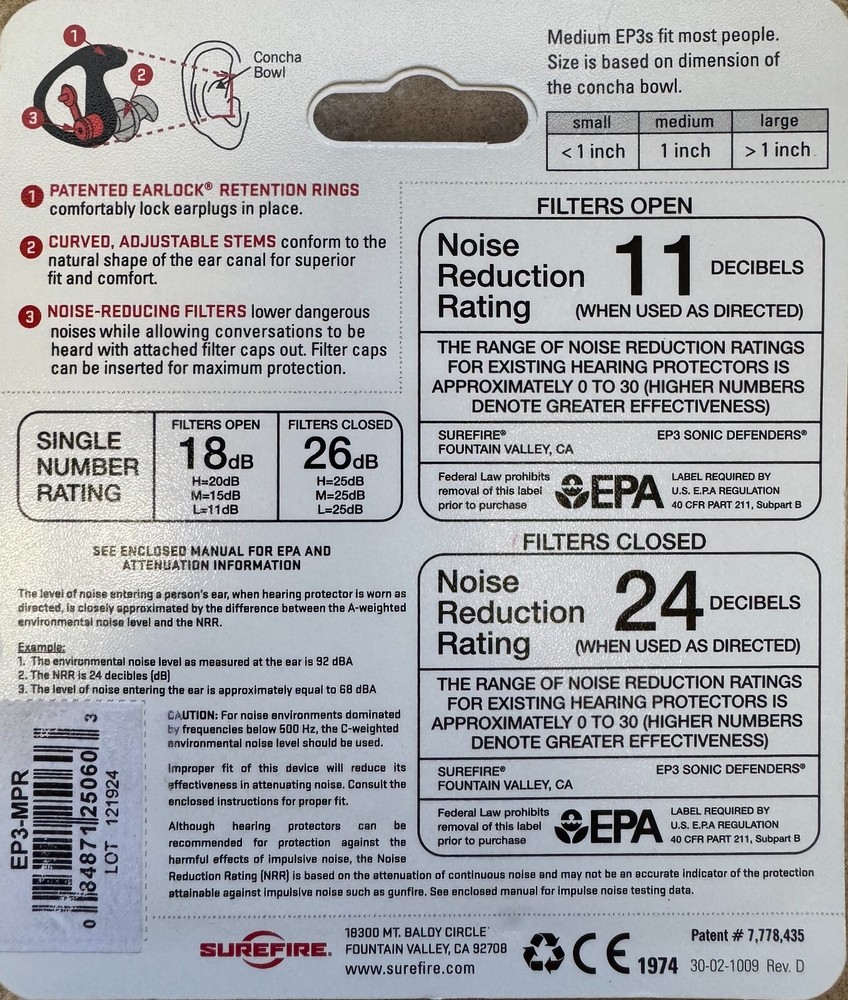 1
2
3
Concha
Bowl
Medium EP3s fit most people.
Size is based on dimension of
the concha bowl.
small medium large
< 1 inch 1 inch > 1 inch
1 PATENTED EARLOCK® RETENTION RINGS
comfortably lock earplugs in place.
2 CURVED, ADJUSTABLE STEMS conform to the
natural shape of the ear canal for superior
fit and comfort.
3 NOISE-REDUCING FILTERS lower dangerous
noises while allowing conversations to be
heard with attached filter caps out. Filter caps
can be inserted for maximum protection.
SINGLE
NUMBER
RATING
FILTERS OPEN
18dB
H=20dB
M=15dB
L=11dB
FILTERS CLOSED
26dB
H=25dB
M=25dB
L=25dB
SEE ENCLOSED MANUAL FOR EPA AND
ATTENUATION INFORMATION
The level of noise entering a person's ear, when hearing protector is worn as
directed, is closely approximated by the difference between the A-weighted
environmental noise level and the NRR.
Example:
1. The environmental noise level as measured at the ear is 92 dBA
2. The NRR is 24 decibles (dB)
3. The level of noise entering the ear is approximately equal to 68 dBA
FILTERS OPEN
Noise
Reduction
Rating
11 DECIBELS
(WHEN USED AS DIRECTED)
THE RANGE OF NOISE REDUCTION RATINGS
FOR EXISTING HEARING PROTECTORS IS
APPROXIMATELY 0 TO 30 (HIGHER NUMBERS
DENOTE GREATER EFFECTIVENESS)
SUREFIRE® EP3 SONIC DEFENDERS®
FOUNTAIN VALLEY, CA
Federal Law prohibits
removal of this label
prior to purchase
EPA
LABEL REQUIRED BY
U.S. E.P.A REGULATION
40 CFR PART 211, Subpart B
FILTERS CLOSED
Noise
Reduction
Rating
24 DECIBELS
(WHEN USED AS DIRECTED)
THE RANGE OF NOISE REDUCTION RATINGS
FOR EXISTING HEARING PROTECTORS IS
APPROXIMATELY 0 TO 30 (HIGHER NUMBERS
DENOTE GREATER EFFECTIVENESS)
SUREFIRE® EP3 SONIC DEFENDERS®
FOUNTAIN VALLEY, CA
Federal Law prohibits
removal of this label
prior to purchase
EPA
LABEL REQUIRED BY
U.S. E.P.A REGULATION
40 CFR PART 211, Subpart B
EP3-MPR
0 84871 25060 3
LOT 121924
CAUTION: For noise environments dominated
by frequencies below 500 Hz, the C-weighted
environmental noise level should be used.
Improper fit of this device will reduce its
effectiveness in attenuating noise. Consult the
enclosed instructions for proper fit.
Although hearing protectors can be
recommended for protection against the
harmful effects of impulsive noise, the Noise
Reduction Rating (NRR) is based on the attenuation of continuous noise and may not be an accurate indicator of the protection
attainable against impulsive noise such as gunfire. See enclosed manual for impulse noise testing data.
SUREFIRE.
18300 MT. BALDY CIRCLE
FOUNTAIN VALLEY, CA 92708
www.surefire.com
CE 1974
Patent # 7,778,435
30-02-1009 Rev. D